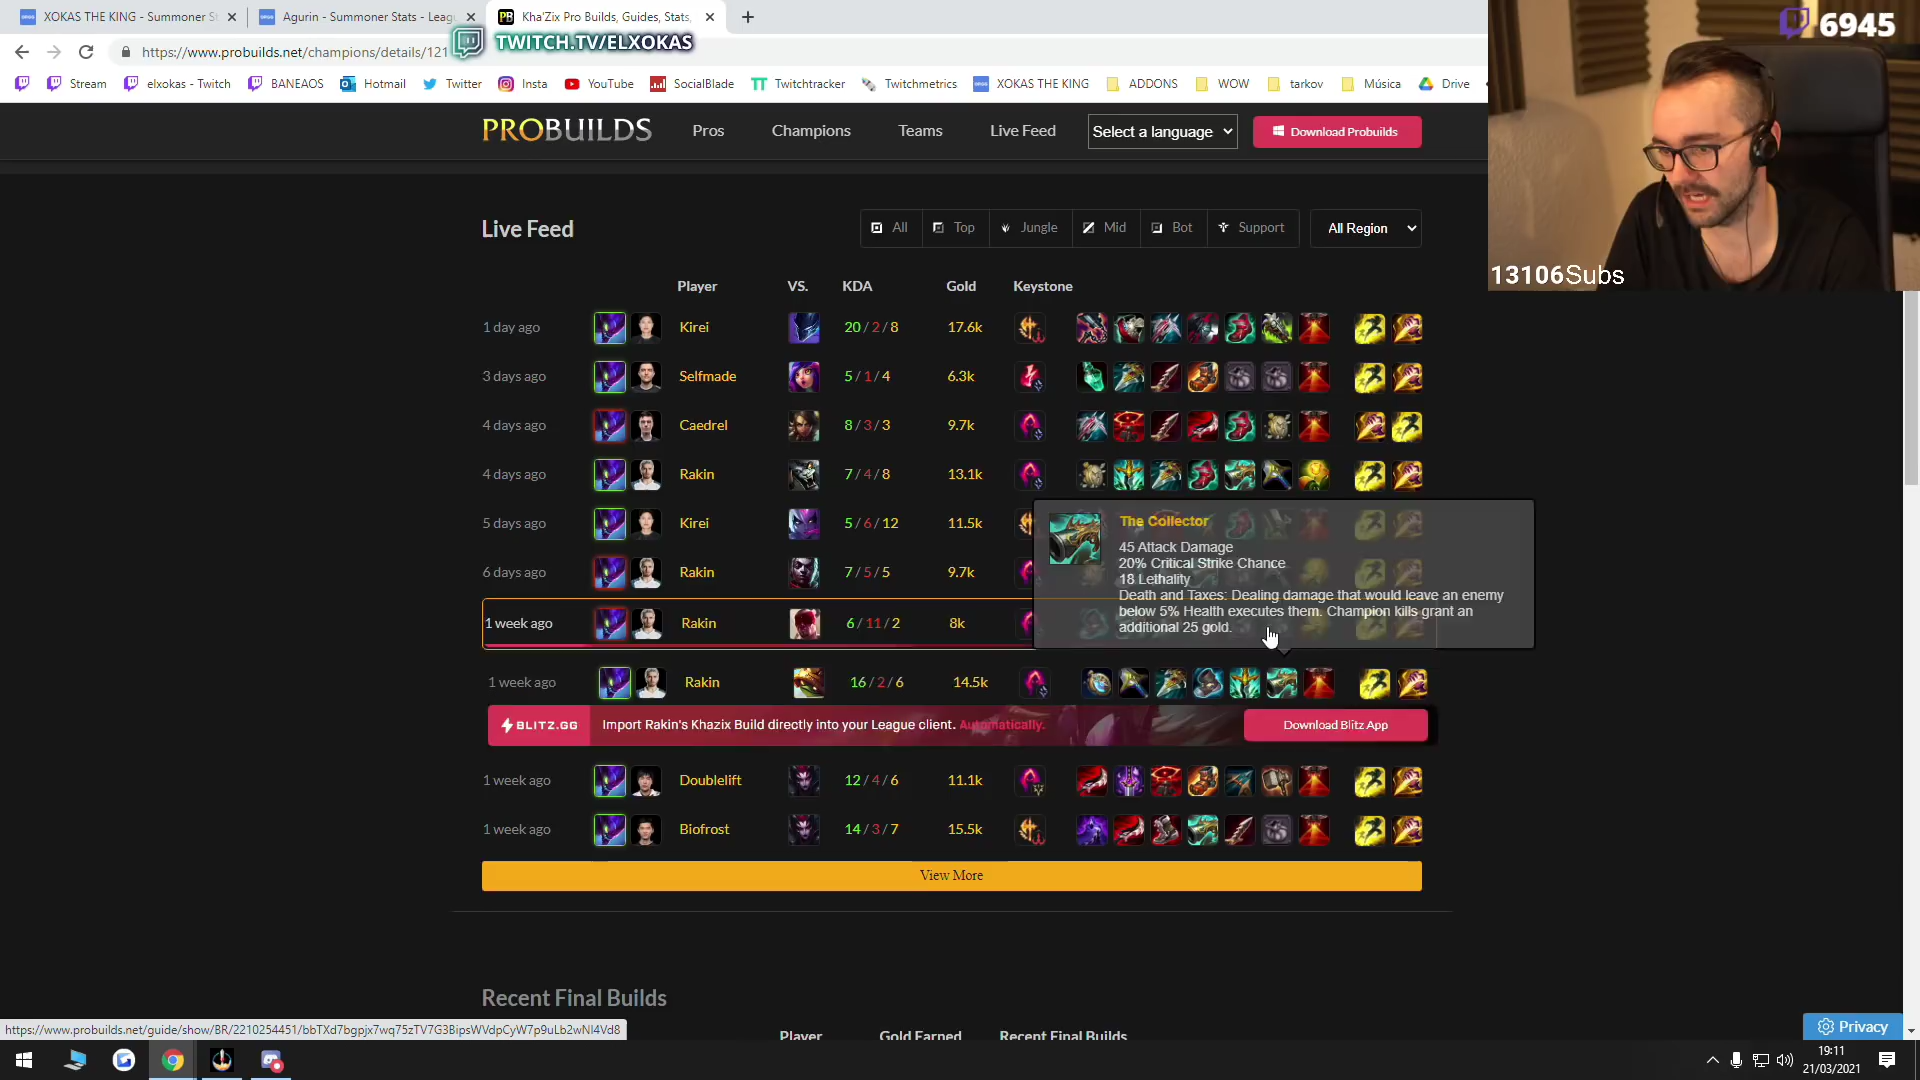 XOKAS THE KING - Summoner St
Agurin - Summoner Stats - Leag
PB
Kha'Zix Pro Builds, Guides, Stats,
TWITCH.TV/ELXOKAS
https://www.probuilds.net/champions/details/121
6945
Stream
elxokas - Twitch
BANEAOS
Hotmail
Twitter
Insta
YouTube
SocialBlade
Twitchtracker
Twitchmetrics
XOKAS THE KING
ADDONS
WOW
tarkov
Música
Drive
PROBUILDS
Pros
Champions
Teams
Live Feed
Select a language
Download Probuilds
Live Feed
All
Top
Jungle
Mid
Bot
Support
All Region
13106Subs
Player VS. KDA Gold Keystone
1 day ago Kirei 20 / 2 / 8 17.6k
3 days ago Selfmade 5 / 1 / 4 6.3k
4 days ago Caedrel 8 / 3 / 3 9.7k
4 days ago Rakin 7 / 4 / 8 13.1k
5 days ago Kirei 5 / 6 / 12 11.5k
6 days ago Rakin 7 / 5 / 5 9.7k
1 week ago Rakin 6 / 11 / 2 8k
The Collector
45 Attack Damage
20% Critical Strike Chance
18 Lethality
Death and Taxes: Dealing damage that would leave an enemy
below 5% Health executes them. Champion kills grant an
additional 25 gold.
1 week ago Rakin 16 / 2 / 6 14.5k
BLITZ.GG Import Rakin's Khazix Build directly into your League client. Automatically. Download Blitz App
1 week ago Doublelift 12 / 4 / 6 11.1k
1 week ago Biofrost 14 / 3 / 7 15.5k
View More
Recent Final Builds
Player Gold Earned Recent Final Builds
https://www.probuilds.net/guide/show/BR/2210254451/bbTXd7bgpjx7wq75zTV7G3BipsWVdpCyW7p9uLb2wNl4Vd8
Privacy
19:11
21/03/2021